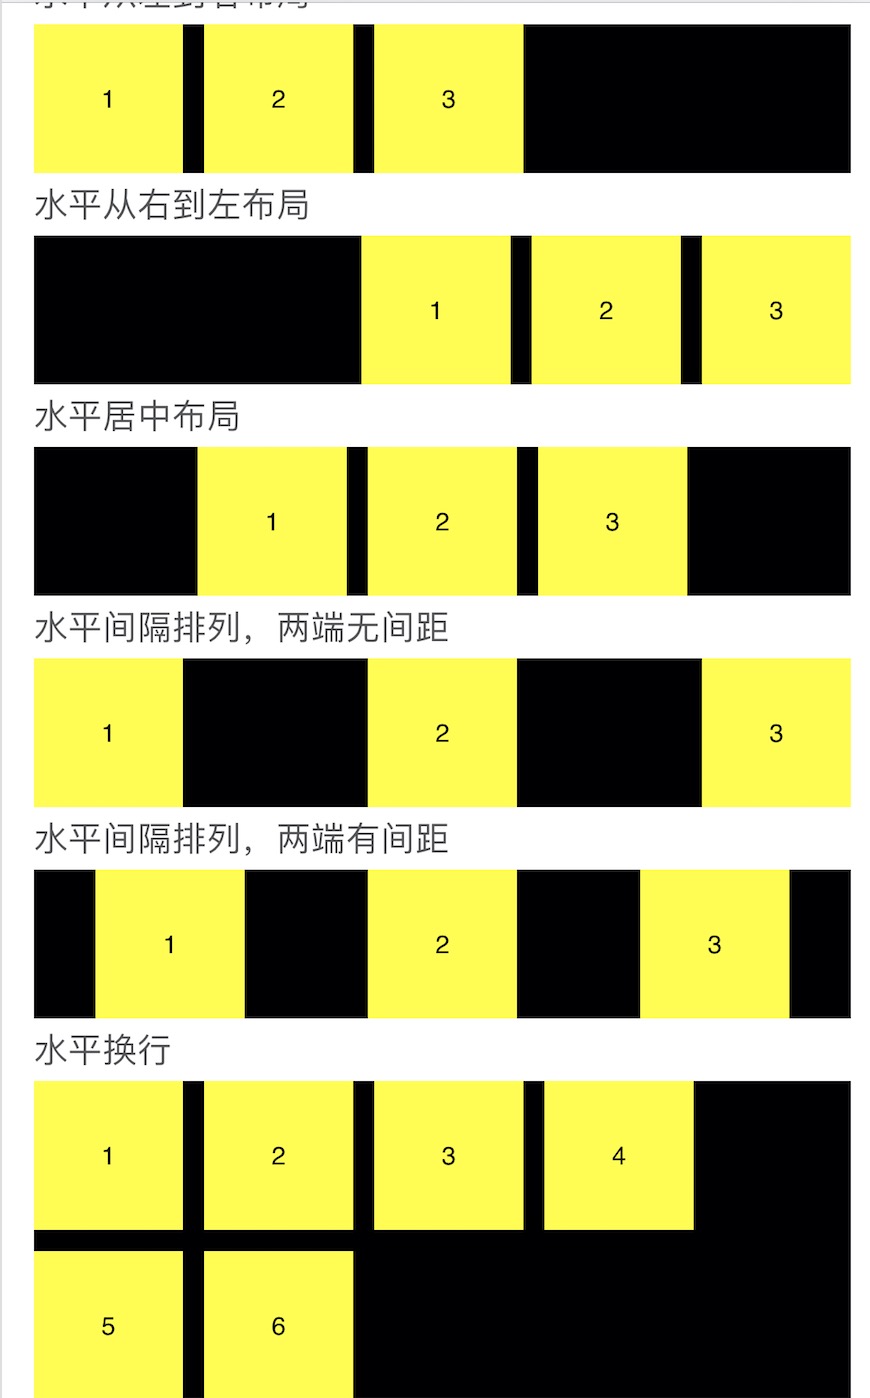 1 2 3
水平从右到左布局
1 2 3
水平居中布局
1 2 3
水平间隔排列，两端无间距
1 2 3
水平间隔排列，两端有间距
1 2 3
水平换行
1 2 3 4
5 6